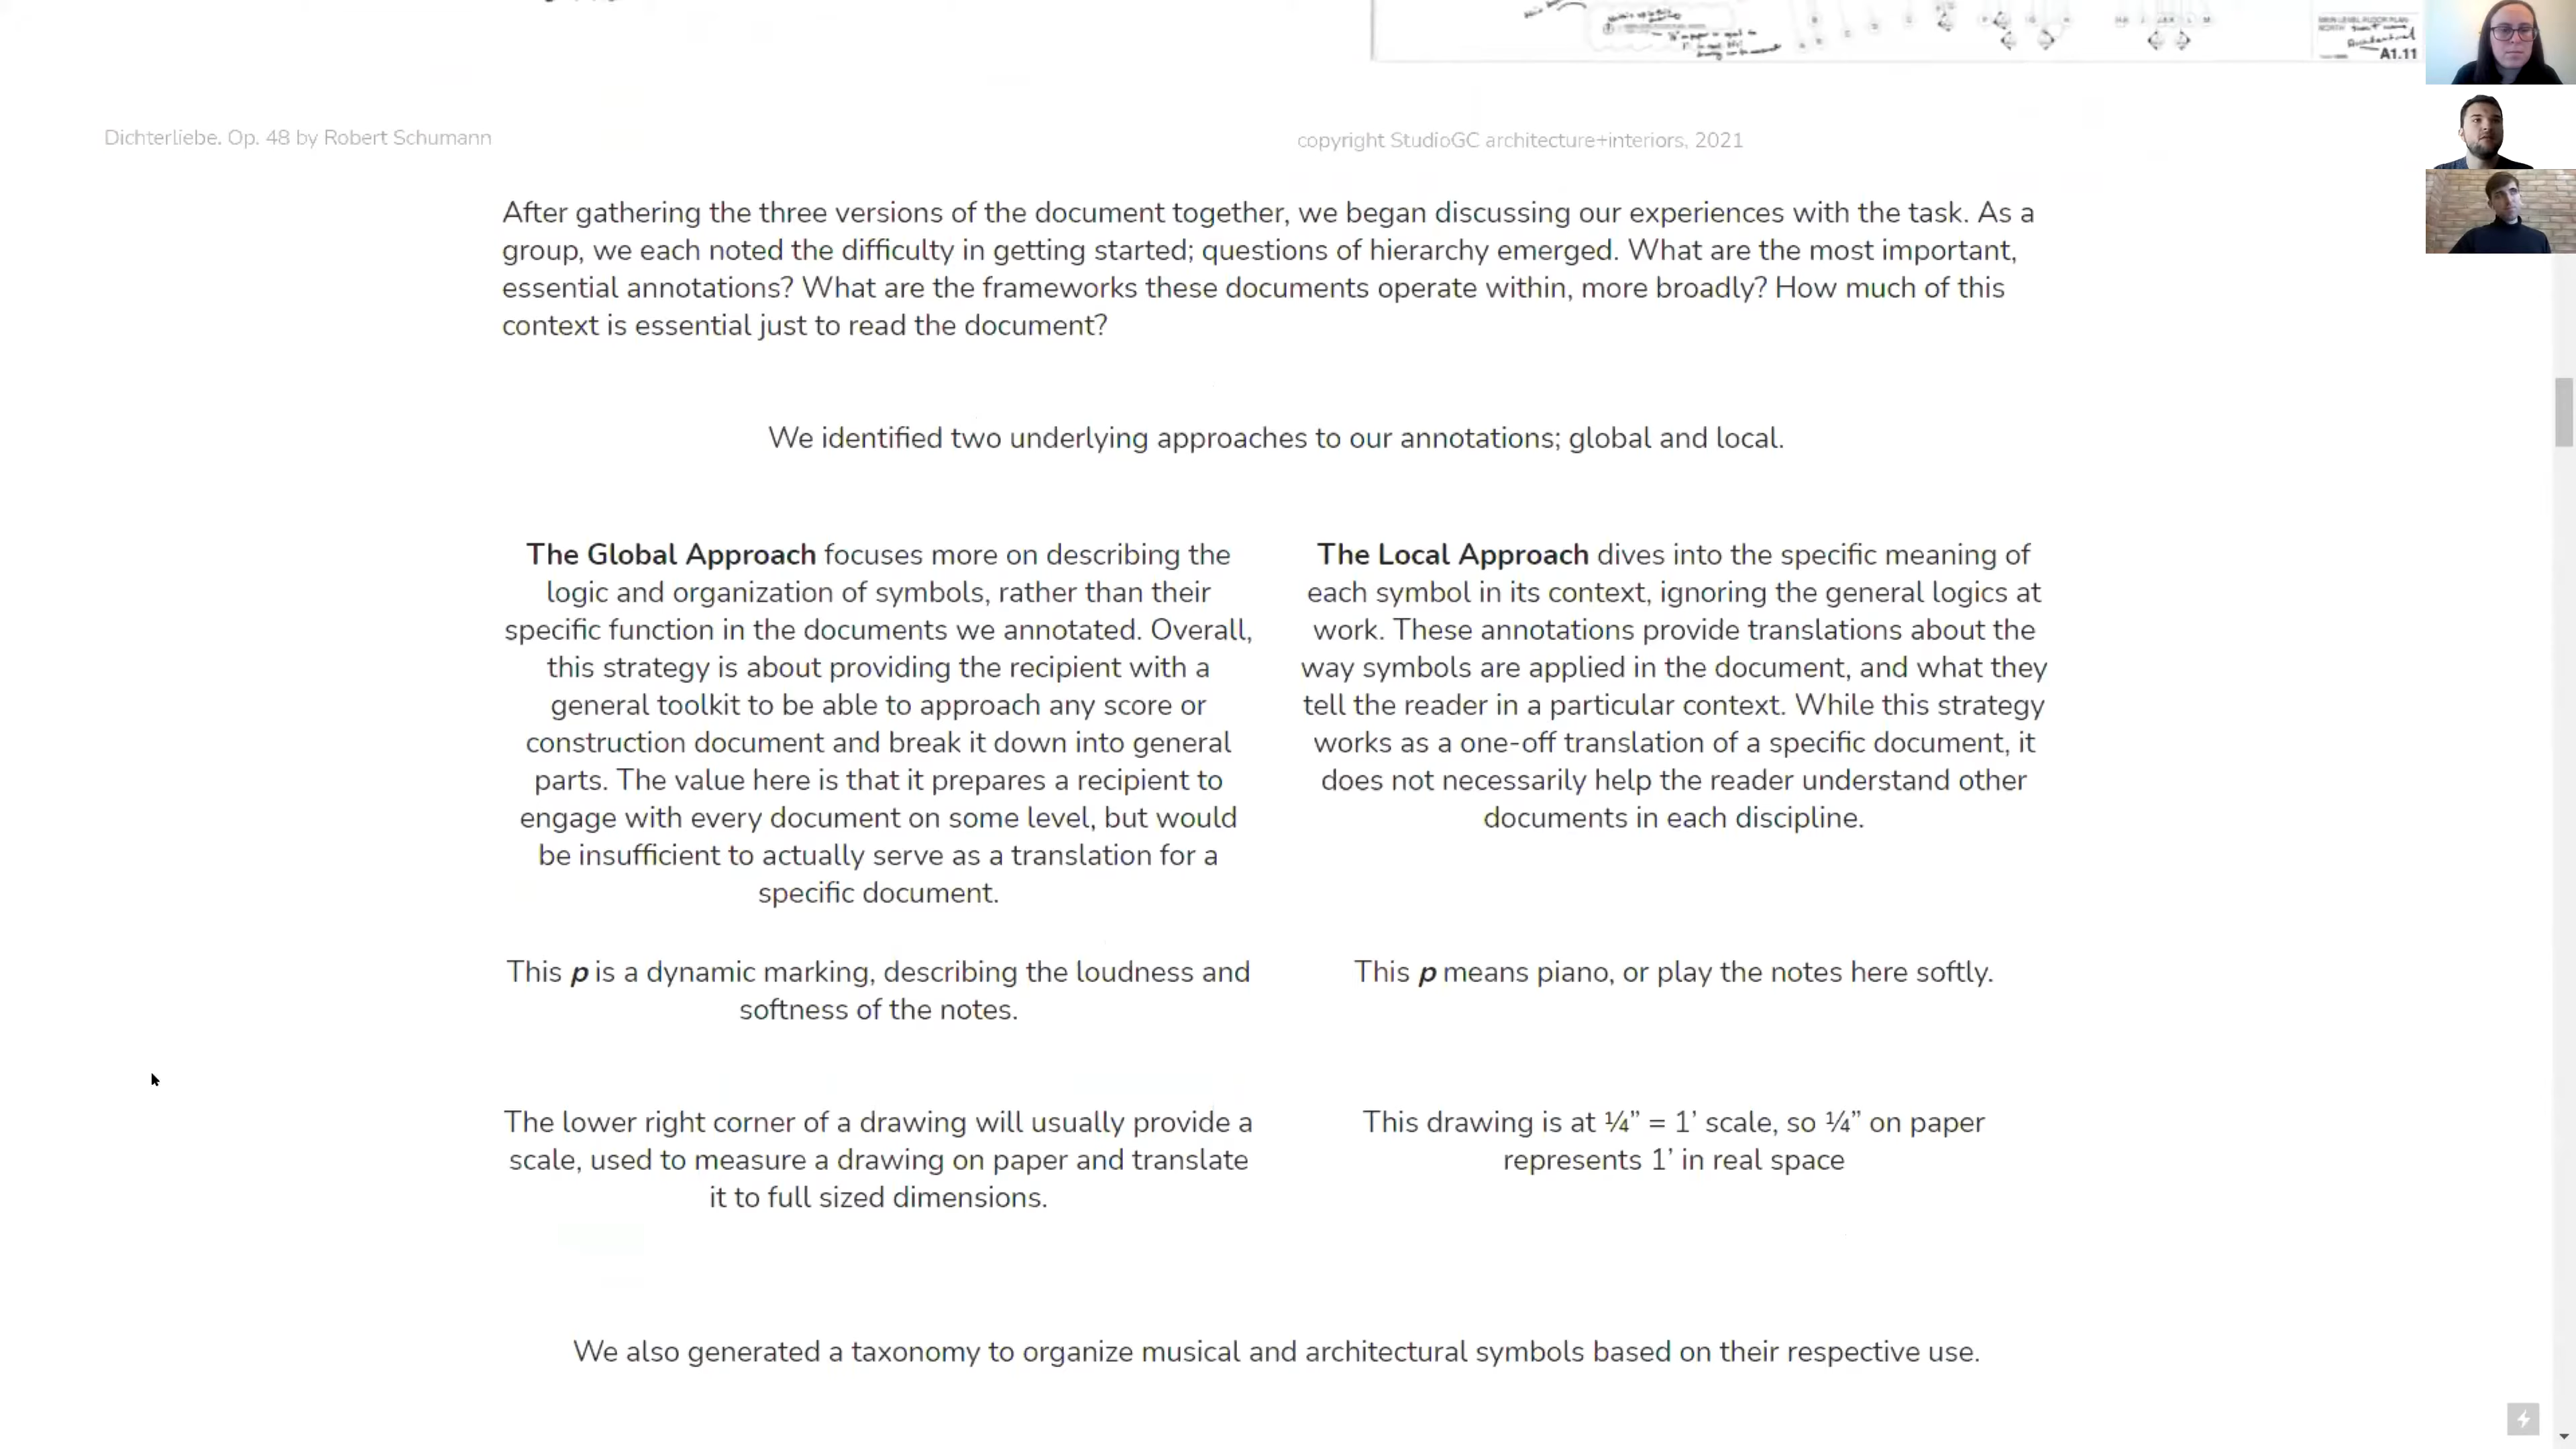 MAIN LEVEL FLOOR PLAN
NORTH
A1.11
Dichterliebe. Op. 48 by Robert Schumann
copyright StudioGC architecture+interiors, 2021
After gathering the three versions of the document together, we began discussing our experiences with the task. As a
group, we each noted the difficulty in getting started; questions of hierarchy emerged. What are the most important,
essential annotations? What are the frameworks these documents operate within, more broadly? How much of this
context is essential just to read the document?
We identified two underlying approaches to our annotations; global and local.
The Global Approach focuses more on describing the
logic and organization of symbols, rather than their
specific function in the documents we annotated. Overall,
this strategy is about providing the recipient with a
general toolkit to be able to approach any score or
construction document and break it down into general
parts. The value here is that it prepares a recipient to
engage with every document on some level, but would
be insufficient to actually serve as a translation for a
specific document.
This p is a dynamic marking, describing the loudness and
softness of the notes.
The lower right corner of a drawing will usually provide a
scale, used to measure a drawing on paper and translate
it to full sized dimensions.
The Local Approach dives into the specific meaning of
each symbol in its context, ignoring the general logics at
work. These annotations provide translations about the
way symbols are applied in the document, and what they
tell the reader in a particular context. While this strategy
works as a one-off translation of a specific document, it
does not necessarily help the reader understand other
documents in each discipline.
This p means piano, or play the notes here softly.
This drawing is at ¼” = 1’ scale, so ¼” on paper
represents 1’ in real space
We also generated a taxonomy to organize musical and architectural symbols based on their respective use.